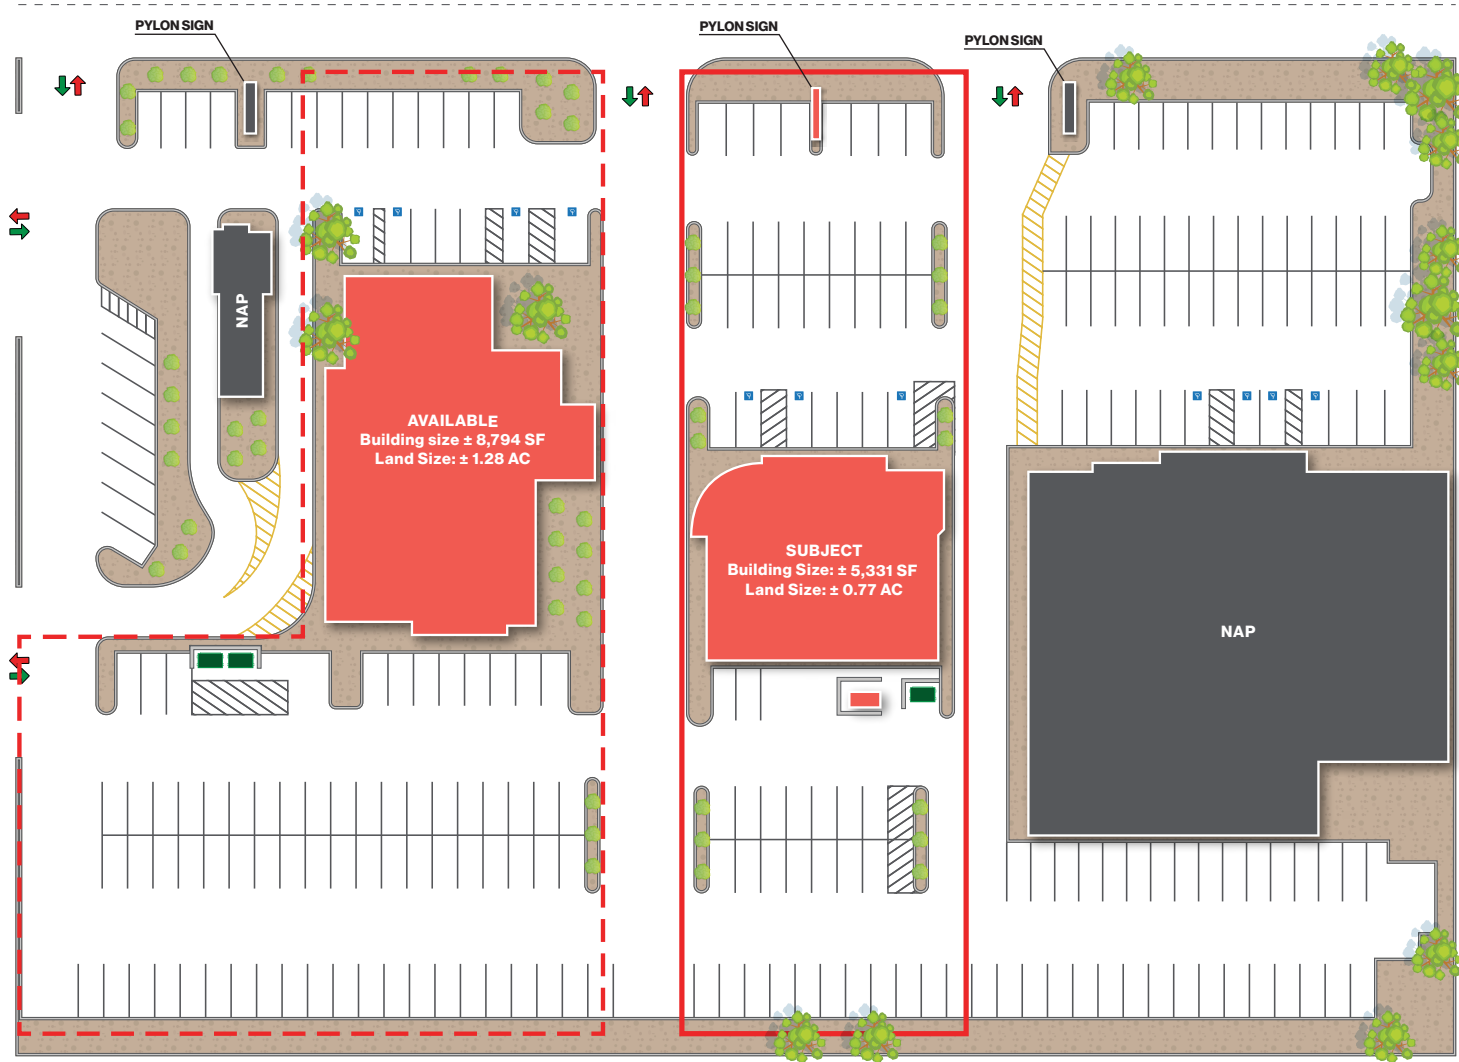 PYLON SIGN
PYLON SIGN
PYLON SIGN
NAP
AVAILABLE
Building size ± 8,794 SF
Land Size: ± 1.28 AC
SUBJECT
Building Size: ± 5,331 SF
Land Size: ± 0.77 AC
NAP